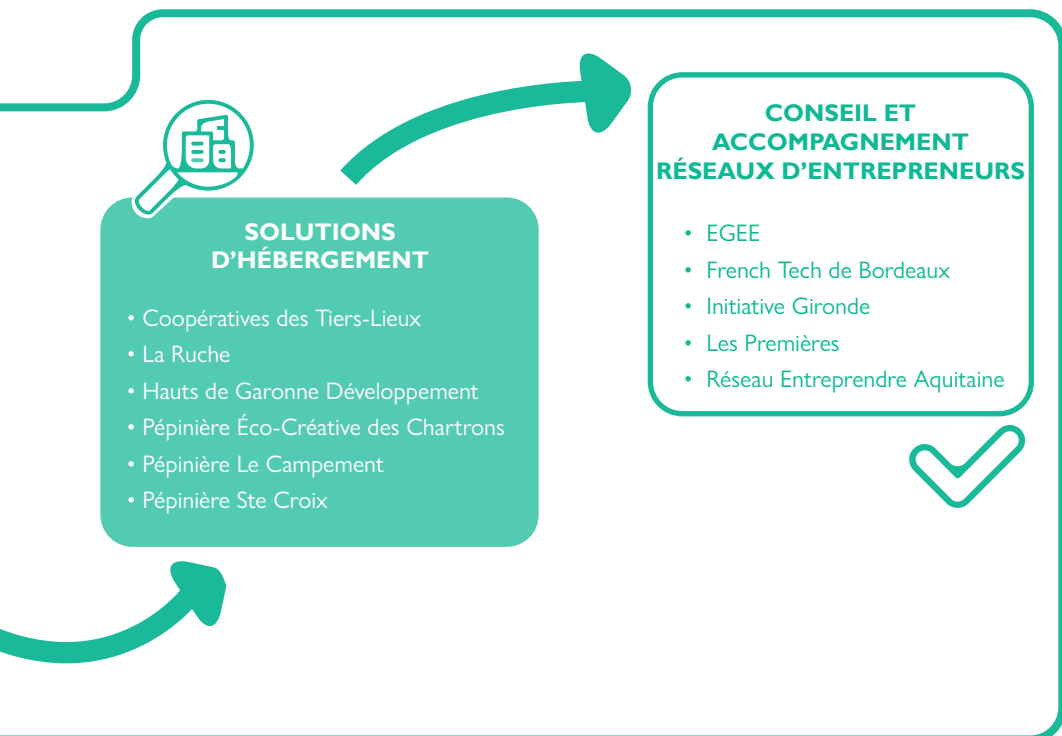 SOLUTIONS
D'HÉBERGEMENT
• Coopératives des Tiers-Lieux
• La Ruche
• Hauts de Garonne Développement
• Pépinière Éco-Créative des Chartrons
• Pépinière Le Campement
• Pépinière Ste Croix
CONSEIL ET
ACCOMPAGNEMENT
RÉSEAUX D'ENTREPRENEURS
• EGEE
• French Tech de Bordeaux
• Initiative Gironde
• Les Premières
• Réseau Entreprendre Aquitaine